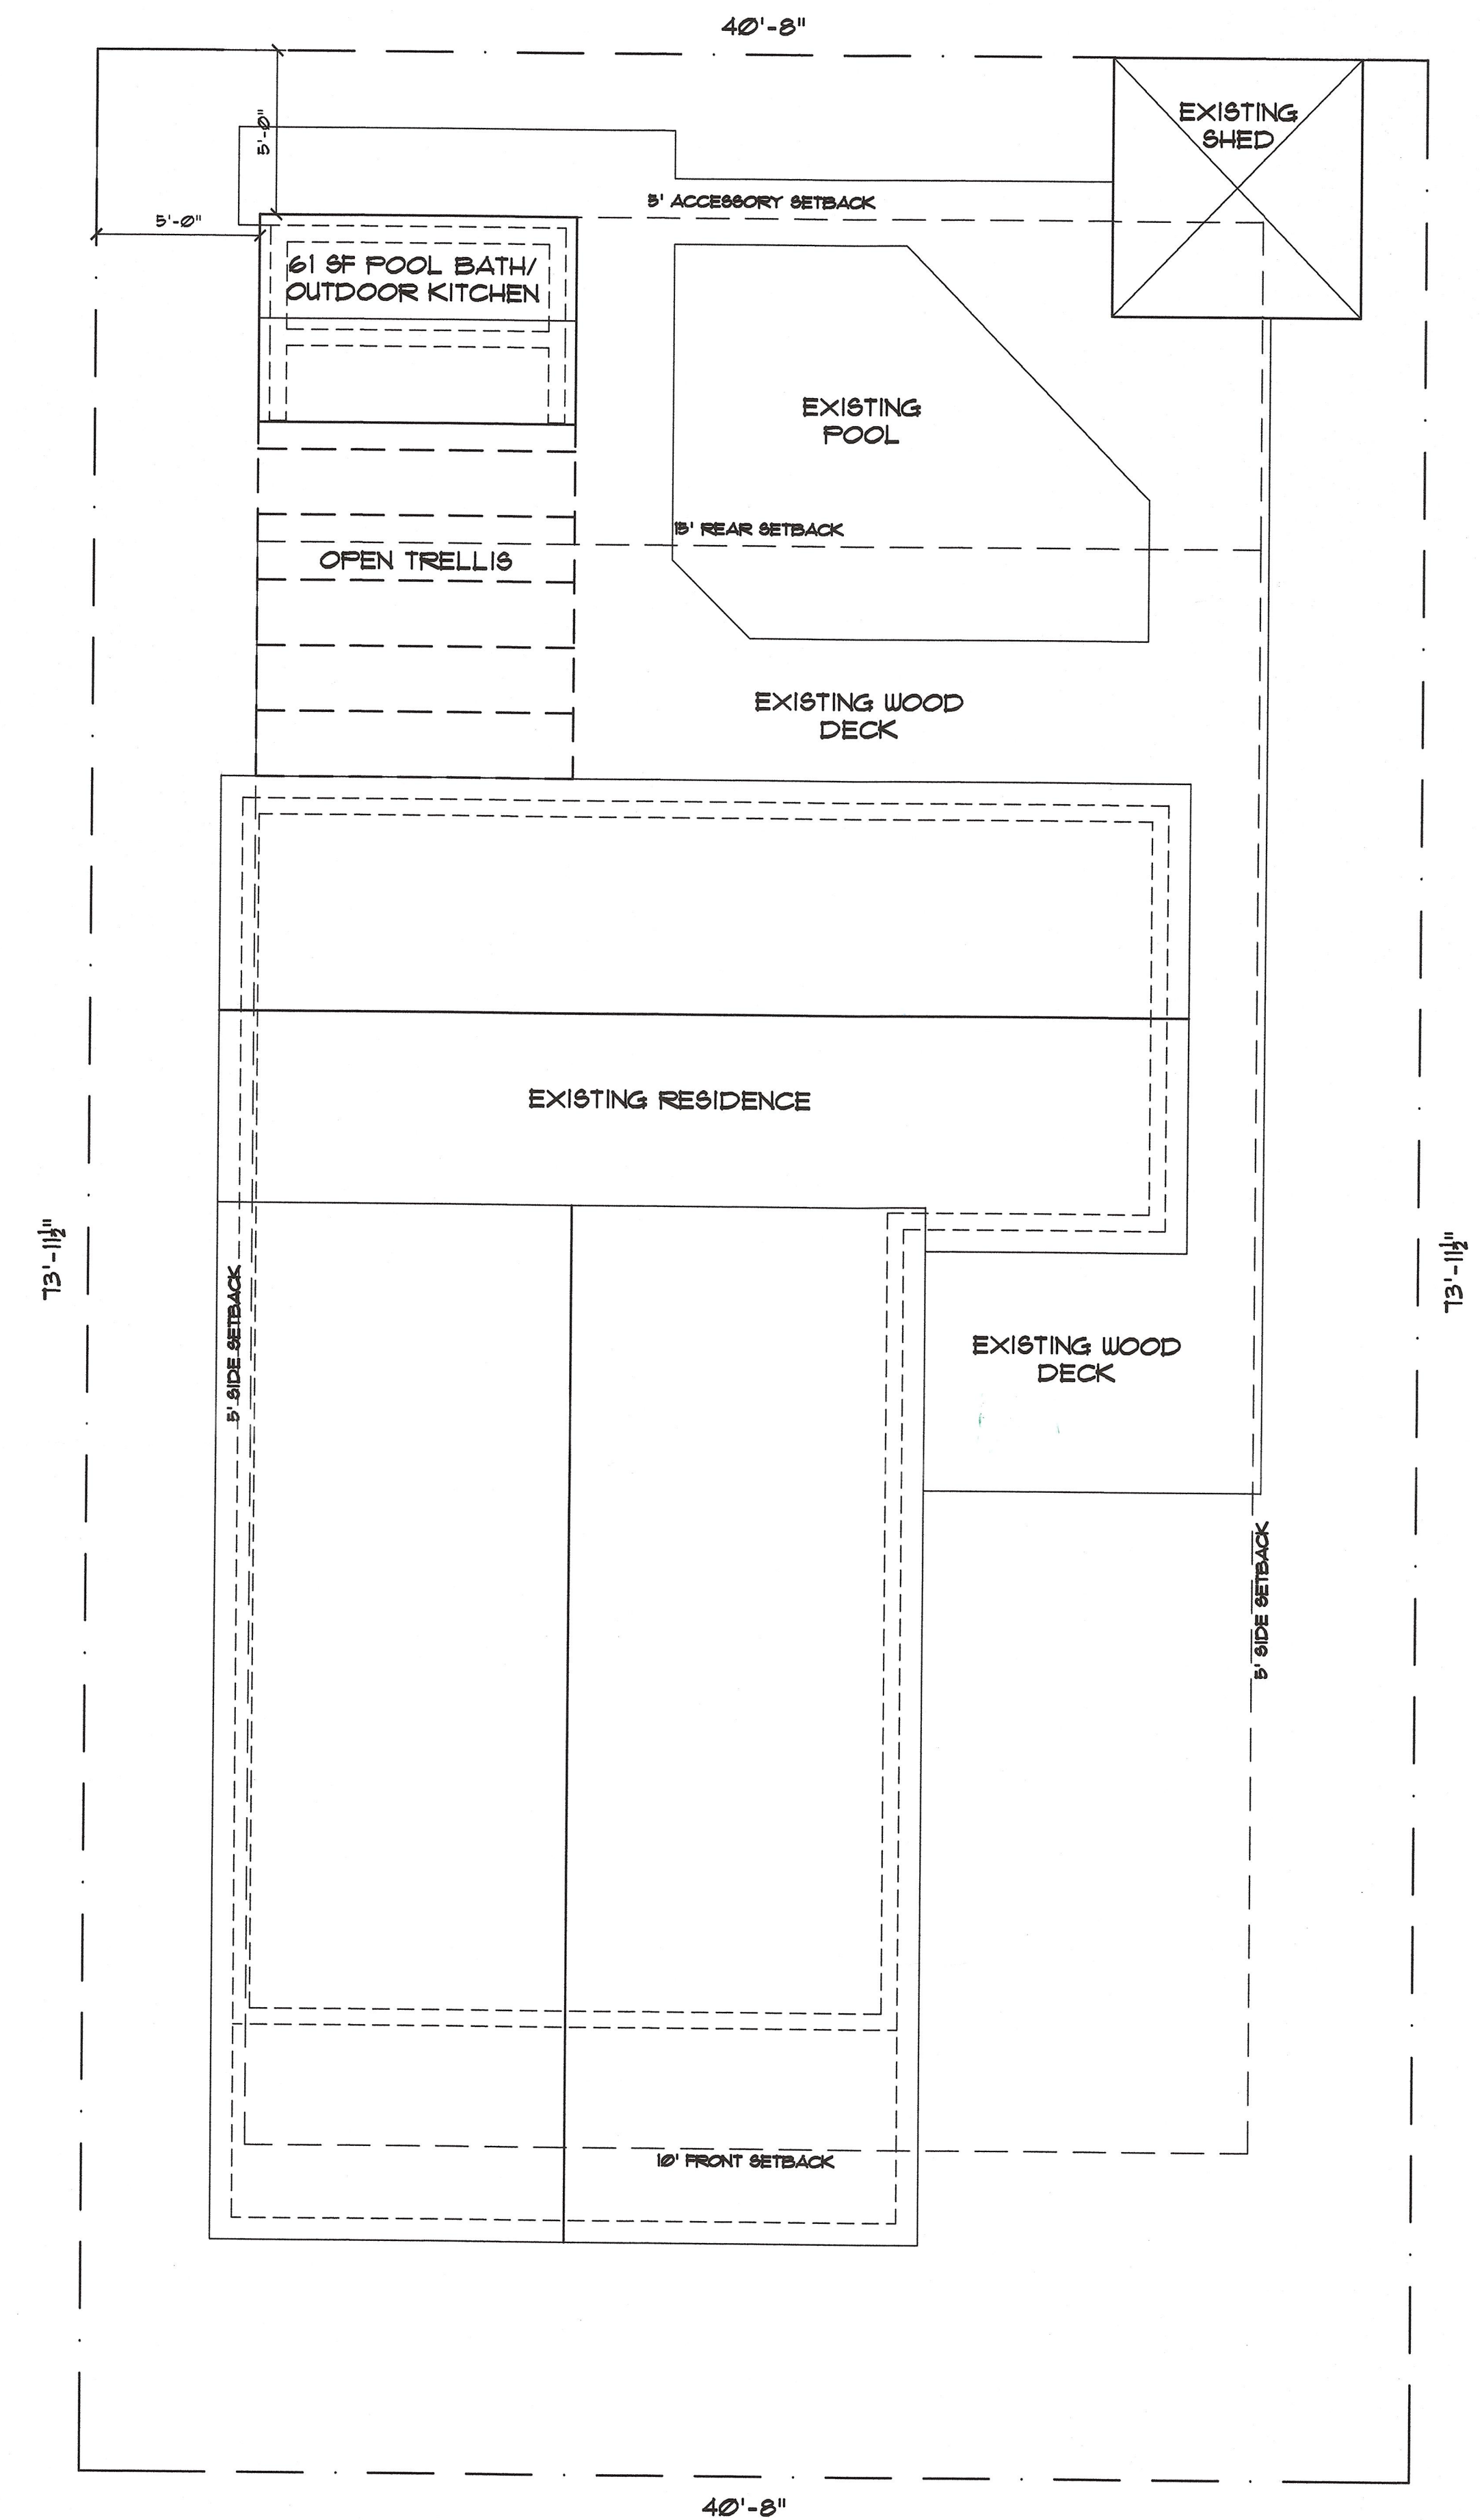 40'-8"
EXISTING
SHED
5'-0"
5' ACCESSORY SETBACK
5'-0"
61 SF POOL BATH/
OUTDOOR KITCHEN
EXISTING
POOL
15' REAR SETBACK
OPEN TRELLIS
EXISTING WOOD
DECK
EXISTING RESIDENCE
73'-11½"
73'-11½"
5' SIDE SETBACK
EXISTING WOOD
DECK
5' SIDE SETBACK
10' FRONT SETBACK
40'-8"